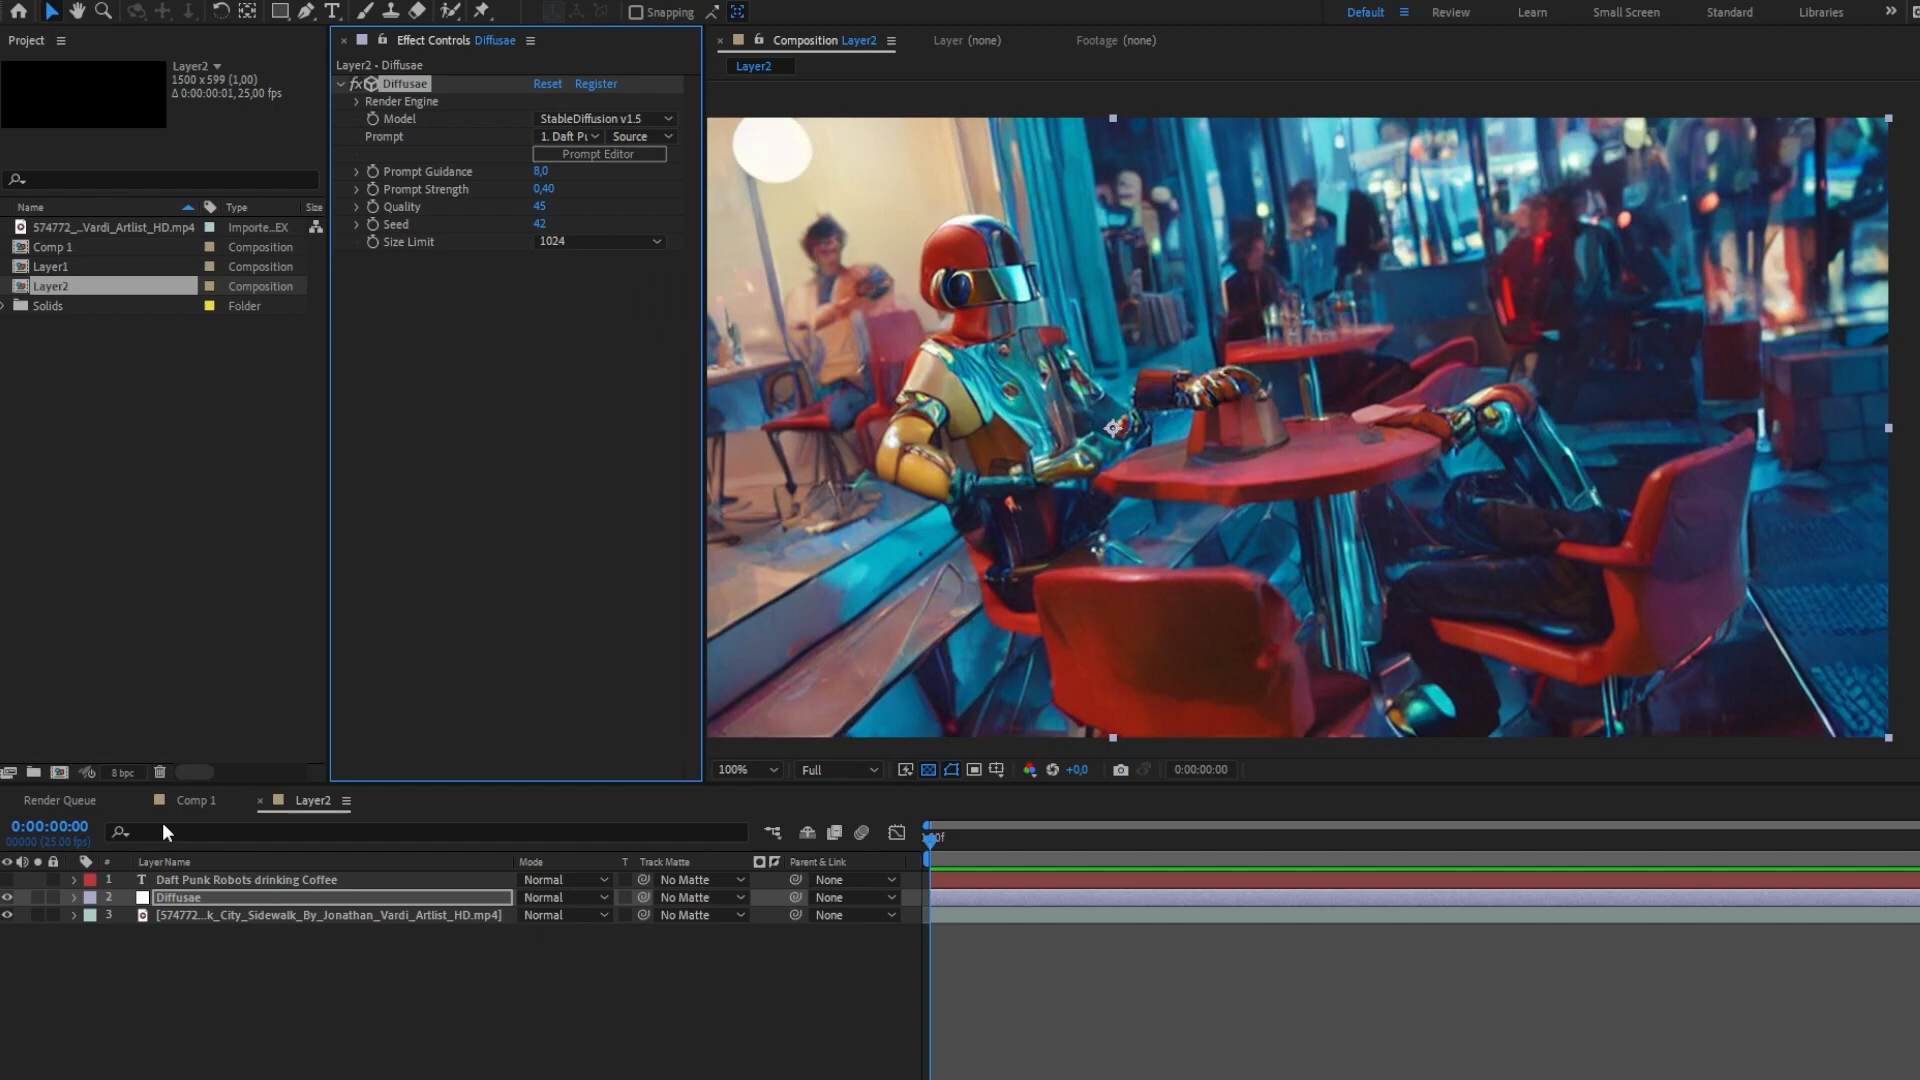 Snapping
Default
Review
Learn
Small Screen
Standard
Libraries
Project
Effect Controls Diffusae
Composition Layer2
Layer (none)
Footage (none)
Layer2
1500 x 599 (1,00)
Δ 0:00:00:01, 25,00 fps
Layer2 • Diffusae
Layer2
fx Diffusae
Reset
Register
Render Engine
Model
StableDiffusion v1.5
Prompt
Source
Prompt Editor
Prompt Guidance
8,0
Prompt Strength
0,40
Quality
45
Seed
42
Size Limit
1024
Name
Type
Size
574772_...Vardi_Artlist_HD.mp4
Importe...EX
Comp 1
Composition
Layer1
Composition
Layer2
Composition
Solids
Folder
8 bpc
100%
Full
+0,0
0:00:00:00
Render Queue
Comp 1
Layer2
0:00:00:00
00000 (25.00 fps)
# Layer Name
Mode
T Track Matte
Parent & Link
1 T Daft Punk Robots drinking Coffee
Normal
No Matte
None
2 Diffusae
Normal
No Matte
None
3 [574772...k_City_Sidewalk_By_Jonathan_Vardi_Artlist_HD.mp4]
Normal
No Matte
None